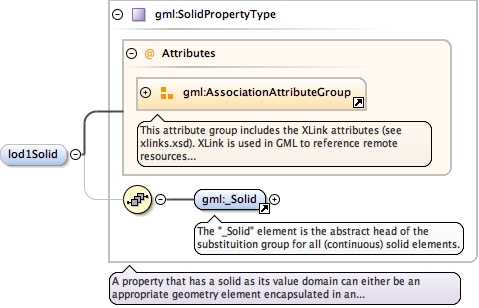 gml:SolidPropertyType
@ Attributes
gml:AssociationAttributeGroup
This attribute group includes the XLink attributes (see
xlinks.xsd). XLink is used in GML to reference remote
resources...
lod1Solid
gml:_Solid
The "_Solid" element is the abstract head of the
substituition group for all (continuous) solid elements.
A property that has a solid as its value domain can either be an
appropriate geometry element encapsulated in an...